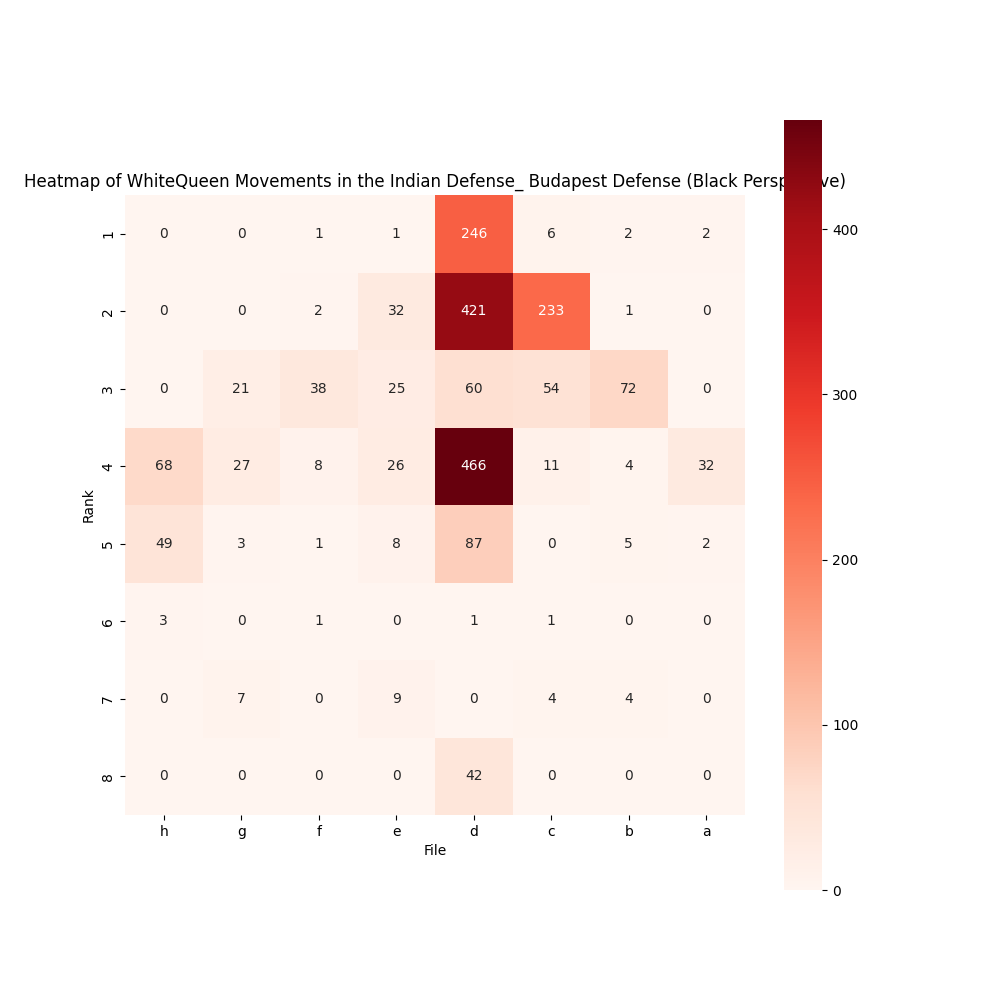 Heatmap of WhiteQueen Movements in the Indian Defense_ Budapest Defense (Black Perspective)
1 0 0 1 1 246 6 2 2
2 0 0 2 32 421 233 1 0
3 0 21 38 25 60 54 72 0
4 68 27 8 26 466 11 4 32
5 49 3 1 8 87 0 5 2
6 3 0 1 0 1 1 0 0
7 0 7 0 9 0 4 4 0
8 0 0 0 0 42 0 0 0
h g f e d c b a
Rank
File
400
300
200
100
0